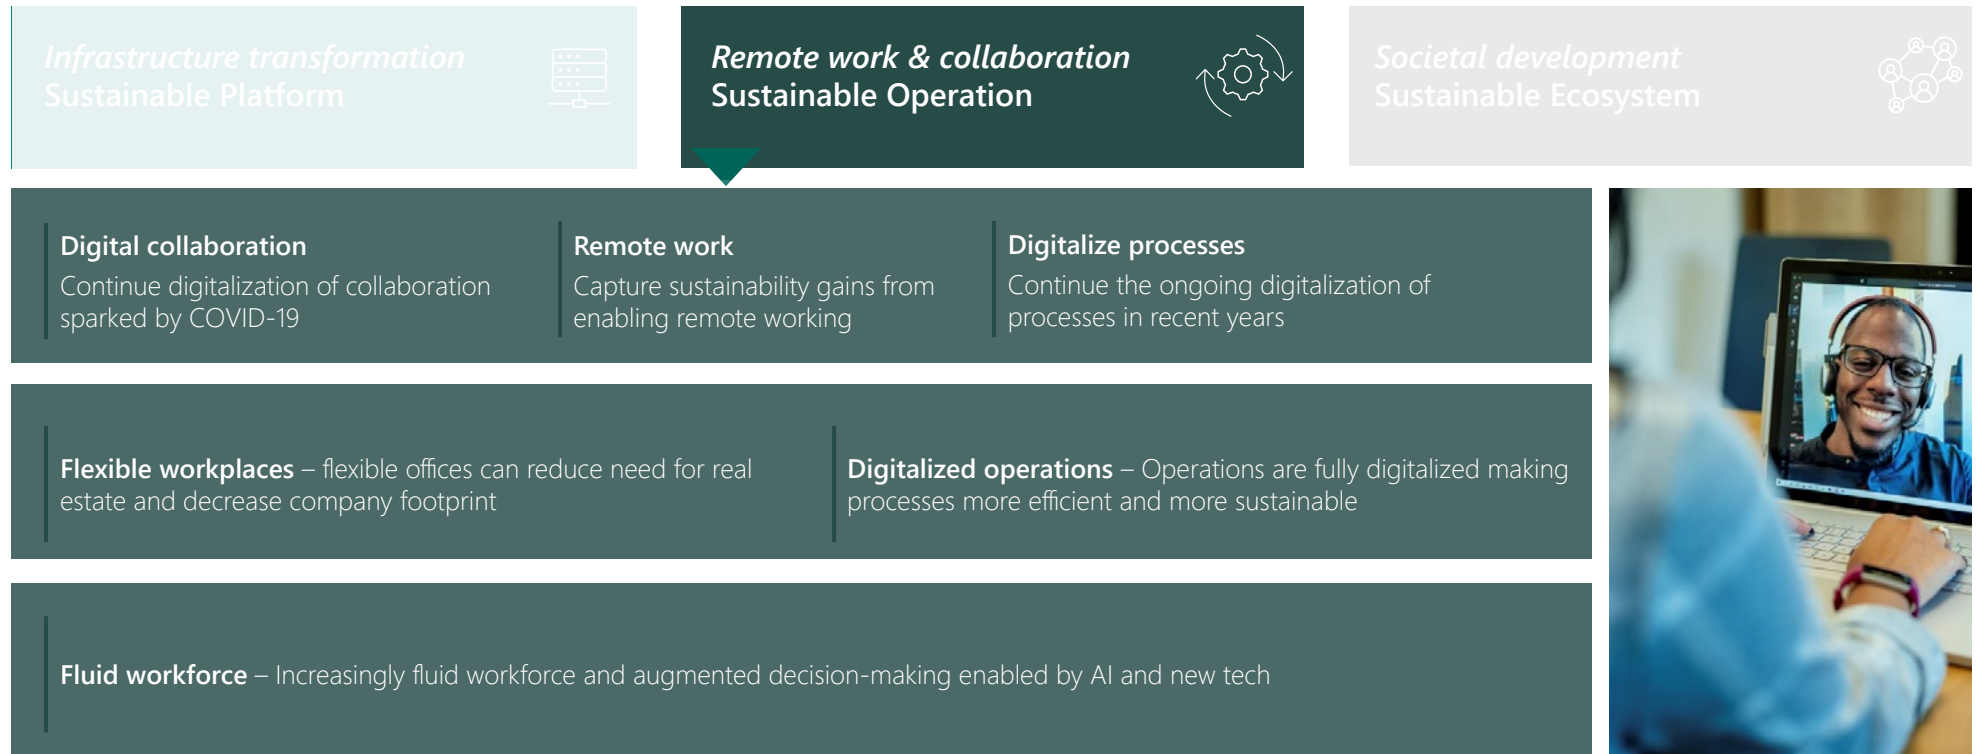 Infrastructure transformation
Sustainable Platform
Remote work & collaboration
Sustainable Operation
Societal development
Sustainable Ecosystem
Digital collaboration
Continue digitalization of collaboration
sparked by COVID-19
Remote work
Capture sustainability gains from
enabling remote working
Digitalize processes
Continue the ongoing digitalization of
processes in recent years
Flexible workplaces – flexible offices can reduce need for real
estate and decrease company footprint
Digitalized operations – Operations are fully digitalized making
processes more efficient and more sustainable
Fluid workforce – Increasingly fluid workforce and augmented decision-making enabled by AI and new tech